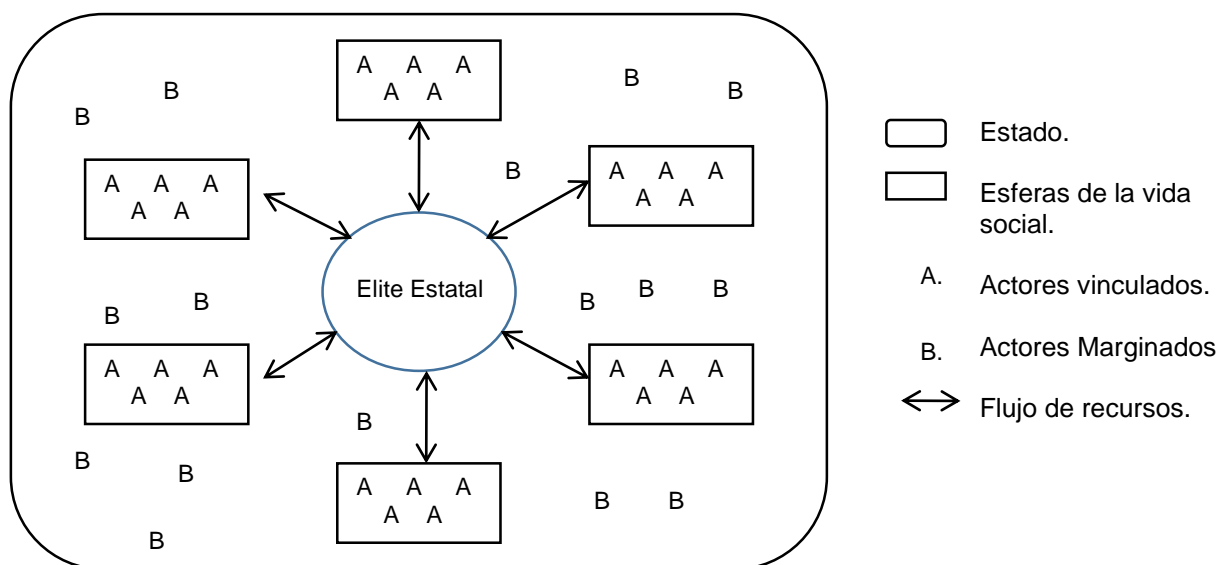 A A A
A A
B
B
B
B
B
A A A
A A
A A A
A A
Elite Estatal
B
B
B
B
B
A A A
A A
A A A
A A
B
B
B
B
A A A
A A
B
B
Estado.
Esferas de la vida
social.
A. Actores vinculados.
B. Actores Marginados
Flujo de recursos.